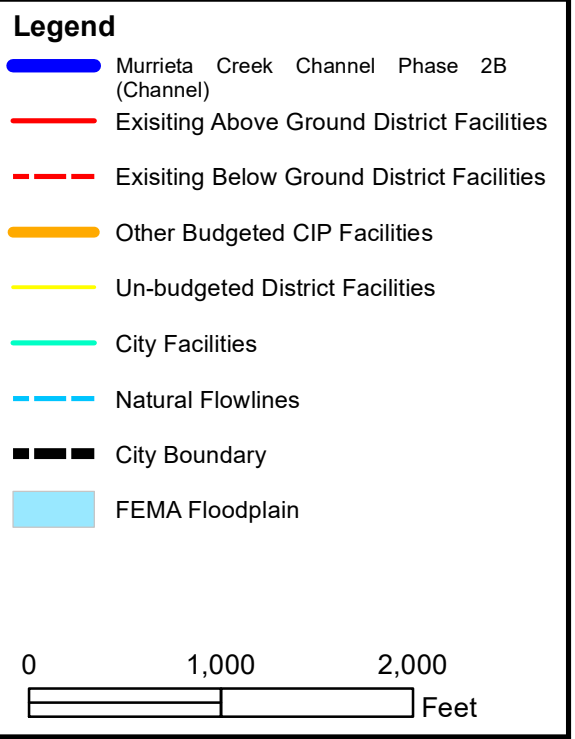 Legend
Murrieta Creek Channel Phase 2B
(Channel)
Exisiting Above Ground District Facilities
Exisiting Below Ground District Facilities
Other Budgeted CIP Facilities
Un-budgeted District Facilities
City Facilities
Natural Flowlines
City Boundary
FEMA Floodplain
0 1,000 2,000
Feet